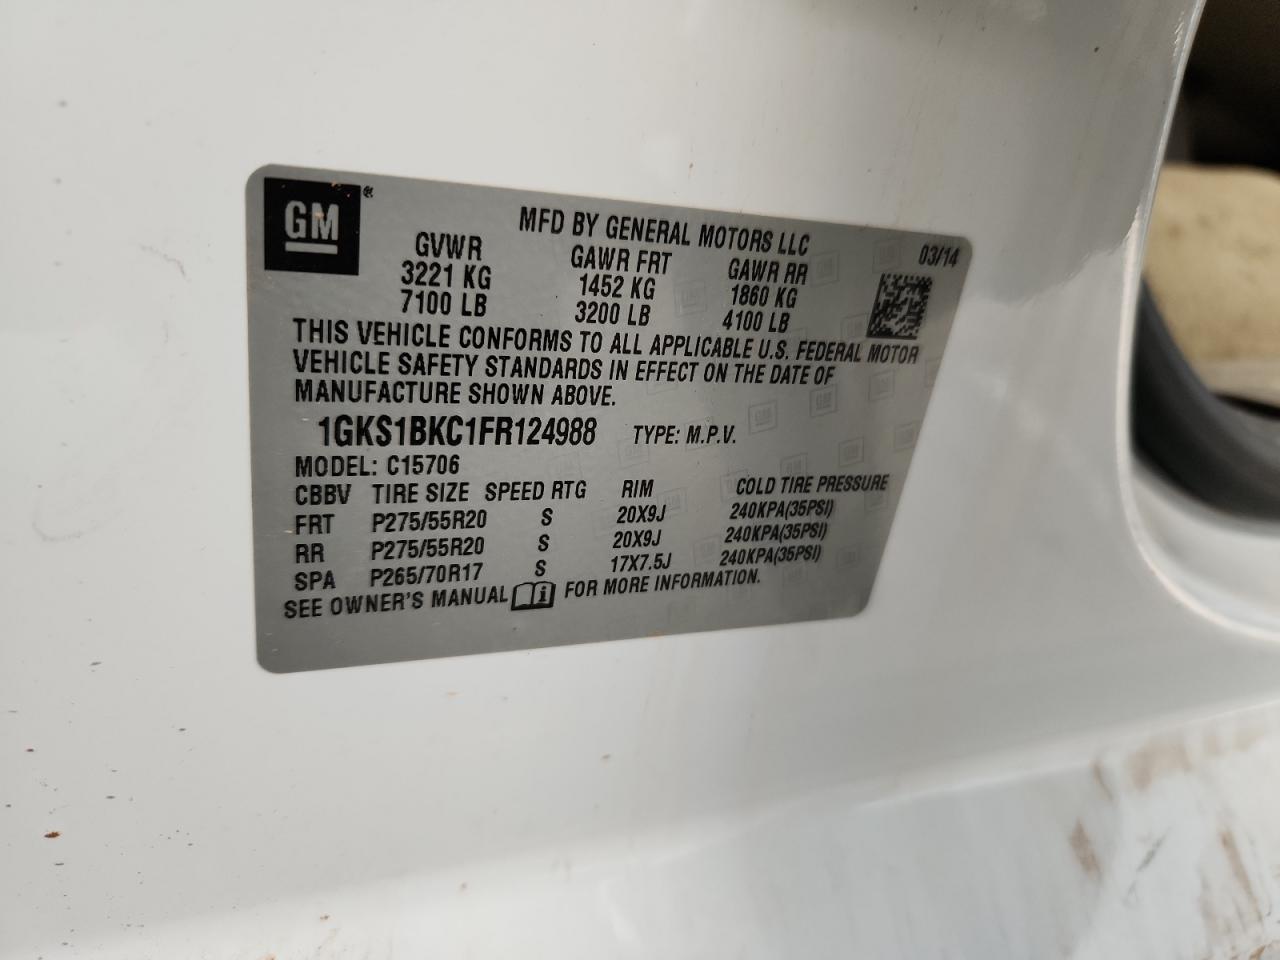 GM ®
MFD BY GENERAL MOTORS LLC
03/14
GVWR GAWR FRT GAWR RR
3221 KG 1452 KG 1860 KG
7100 LB 3200 LB 4100 LB
THIS VEHICLE CONFORMS TO ALL APPLICABLE U.S. FEDERAL MOTOR
VEHICLE SAFETY STANDARDS IN EFFECT ON THE DATE OF
MANUFACTURE SHOWN ABOVE.
1GKS1BKC1FR124988 TYPE: M.P.V.
MODEL: C15706
CBBV TIRE SIZE SPEED RTG RIM COLD TIRE PRESSURE
FRT P275/55R20 S 20X9J 240KPA(35PSI)
RR P275/55R20 S 20X9J 240KPA(35PSI)
SPA P265/70R17 S 17X7.5J 240KPA(35PSI)
SEE OWNER'S MANUAL i FOR MORE INFORMATION.